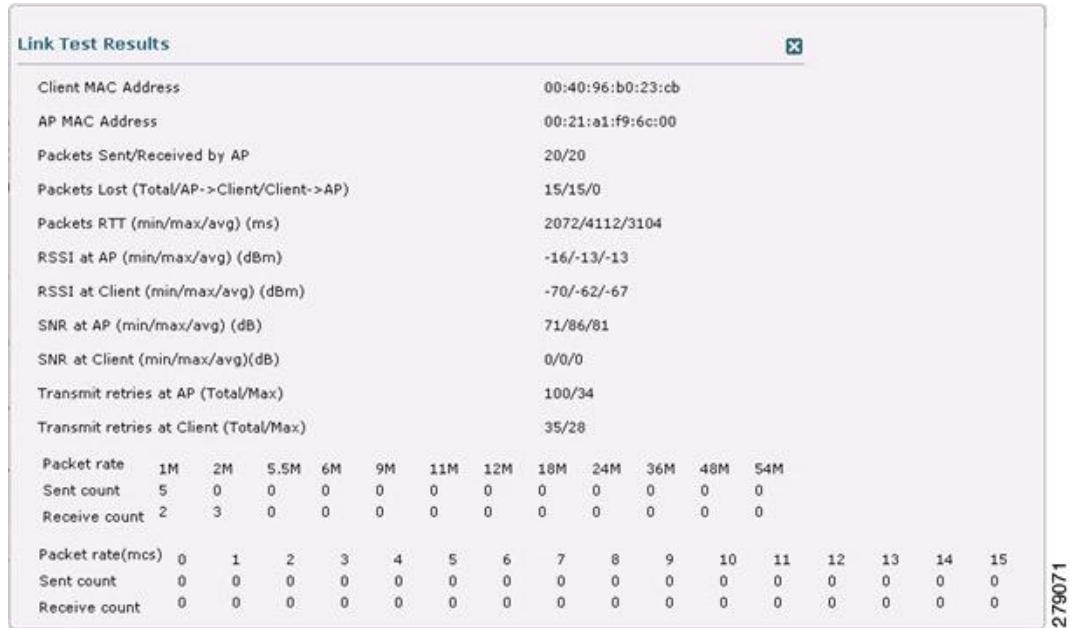 Link Test Results
Client MAC Address 00:40:96:b0:23:cb
AP MAC Address 00:21:a1:f9:6c:00
Packets Sent/Received by AP 20/20
Packets Lost (Total/AP->Client/Client->AP) 15/15/0
Packets RTT (min/max/avg) (ms) 2072/4112/3104
RSSI at AP (min/max/avg) (dBm) -16/-13/-13
RSSI at Client (min/max/avg) (dBm) -70/-62/-67
SNR at AP (min/max/avg) (dB) 71/86/81
SNR at Client (min/max/avg)(dB) 0/0/0
Transmit retries at AP (Total/Max) 100/34
Transmit retries at Client (Total/Max) 35/28
Packet rate 1M 2M 5.5M 6M 9M 11M 12M 18M 24M 36M 48M 54M
Sent count 5 0 0 0 0 0 0 0 0 0 0 0
Receive count 2 3 0 0 0 0 0 0 0 0 0 0
Packet rate(mcs) 0 1 2 3 4 5 6 7 8 9 10 11 12 13 14 15
Sent count 0 0 0 0 0 0 0 0 0 0 0 0 0 0 0 0
Receive count 0 0 0 0 0 0 0 0 0 0 0 0 0 0 0 0
279071